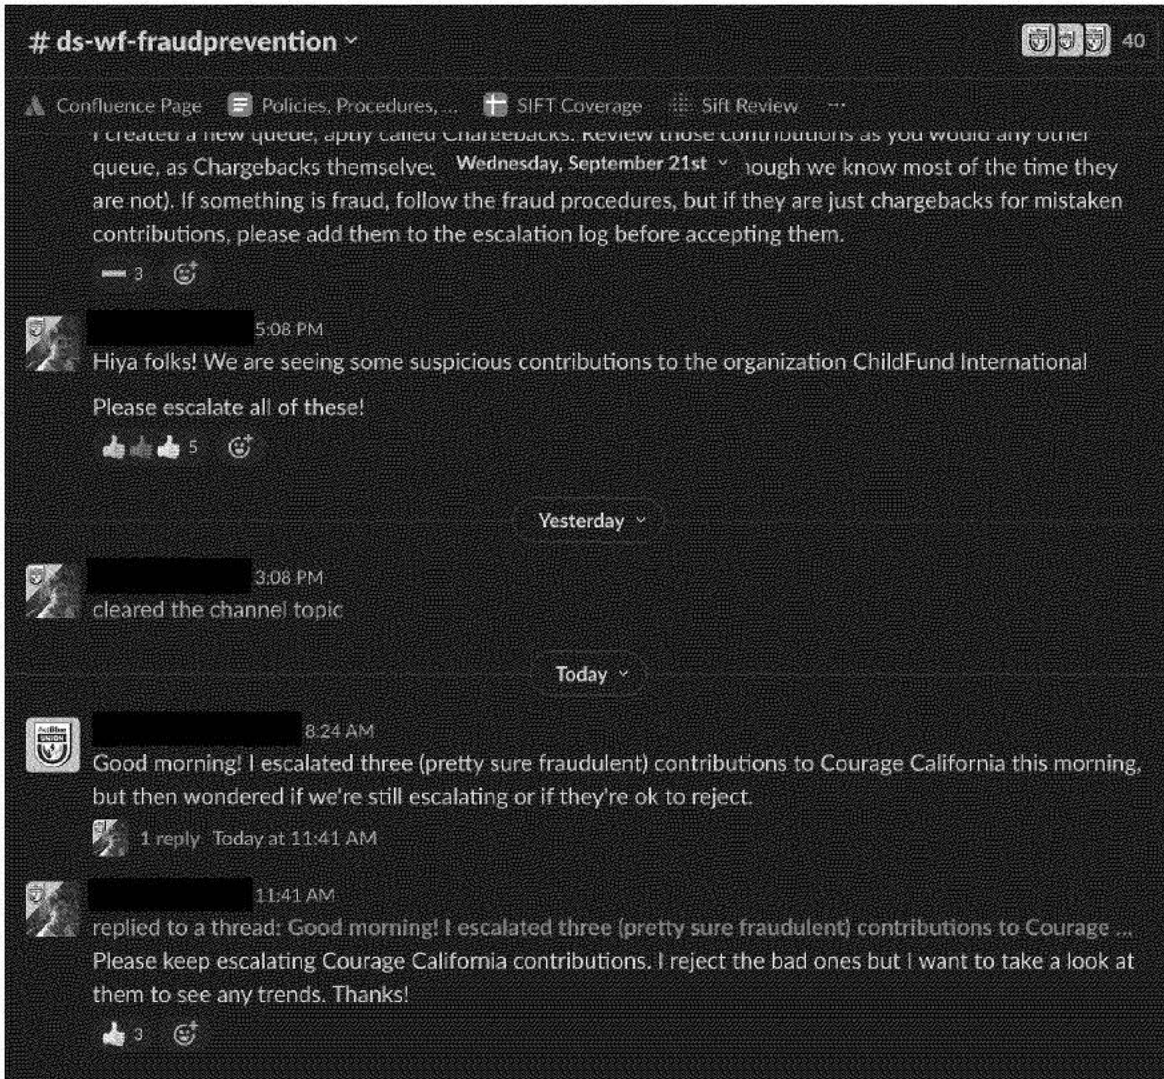 # ds-wf-fraudprevention
40
Confluence Page Policies, Procedures, ... SIFT Coverage Sift Review ...
I created a new queue, aptly called Chargebacks. Review those contributions as you would any other
queue, as Chargebacks themselves Wednesday, September 21st hough we know most of the time they
are not). If something is fraud, follow the fraud procedures, but if they are just chargebacks for mistaken
contributions, please add them to the escalation log before accepting them.
3
5:08 PM
Hiya folks! We are seeing some suspicious contributions to the organization ChildFund International
Please escalate all of these!
5
Yesterday
3:08 PM
cleared the channel topic
Today
ActBlue
UNION
8:24 AM
Good morning! I escalated three (pretty sure fraudulent) contributions to Courage California this morning,
but then wondered if we're still escalating or if they're ok to reject.
1 reply Today at 11:41 AM
11:41 AM
replied to a thread: Good morning! I escalated three (pretty sure fraudulent) contributions to Courage ...
Please keep escalating Courage California contributions. I reject the bad ones but I want to take a look at
them to see any trends. Thanks!
3